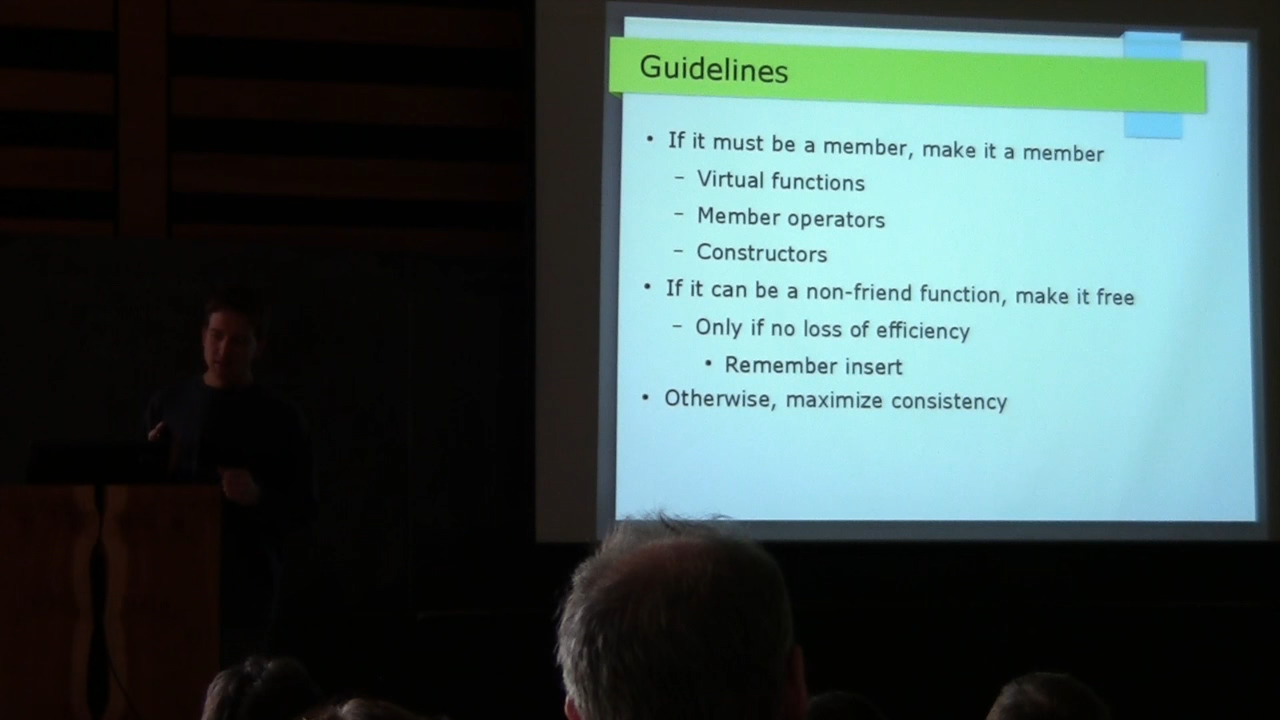 Guidelines
• If it must be a member, make it a member
– Virtual functions
– Member operators
– Constructors
• If it can be a non-friend function, make it free
– Only if no loss of efficiency
• Remember insert
• Otherwise, maximize consistency